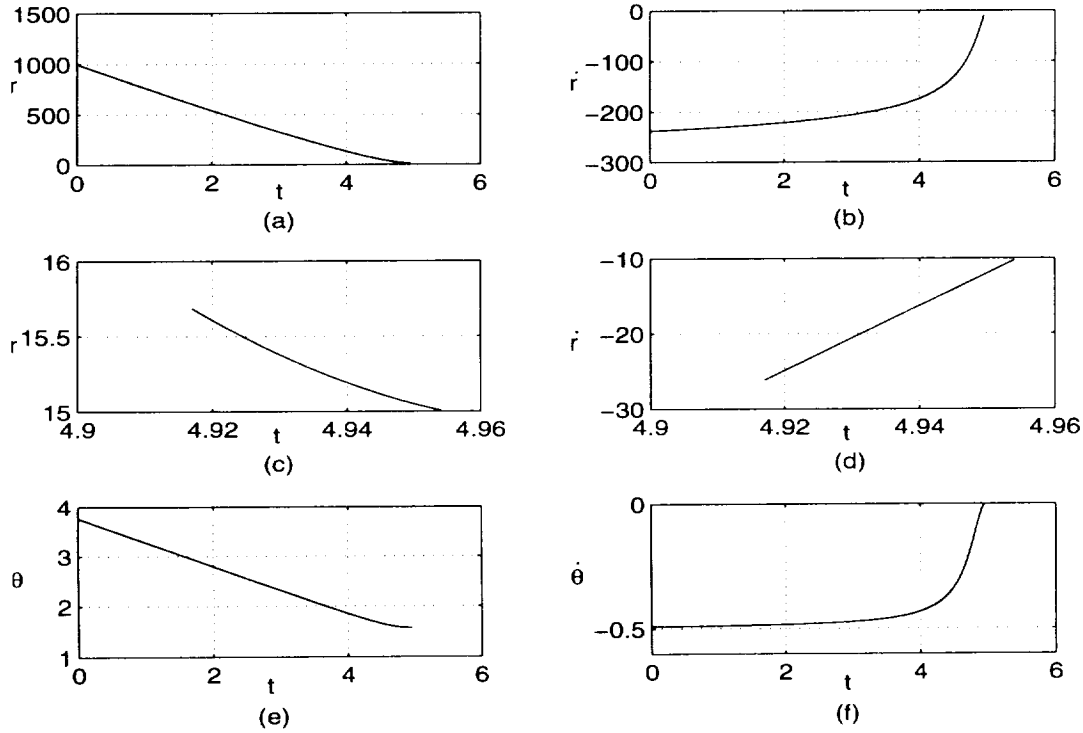 1500
1000
r
500
0
0 2 4 6
t
(a)
0
−100
ṙ
−200
−300
0 2 4 6
t
(b)
16
r 15.5
15
4.9 4.92 4.94 4.96
t
(c)
−10
−20
ṙ
−30
4.9 4.92 4.94 4.96
t
(d)
4
3
θ
2
1
0 2 4 6
t
(e)
0
θ̇
−0.5
0 2 4 6
t
(f)